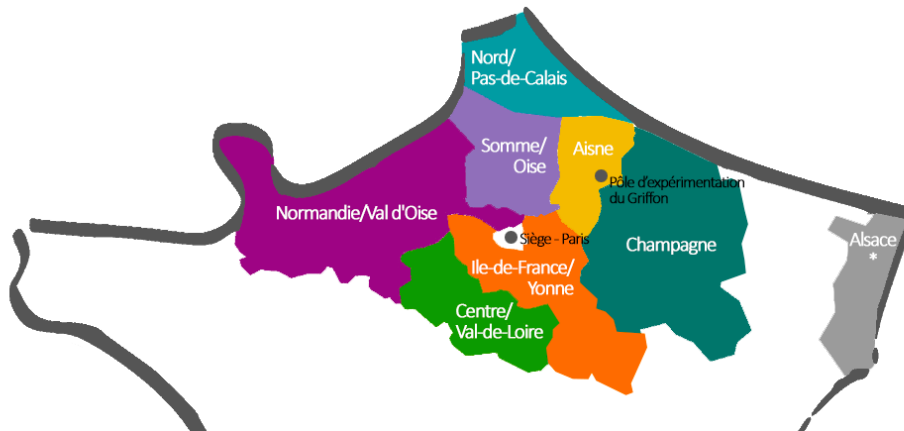 Nord/
Pas-de-Calais
Somme/
Oise
Aisne
Pôle d'expérimentation
du Griffon
Normandie/Val d'Oise
Siège - Paris
Champagne
Alsace
*
Ile-de-France/
Yonne
Centre/
Val-de-Loire